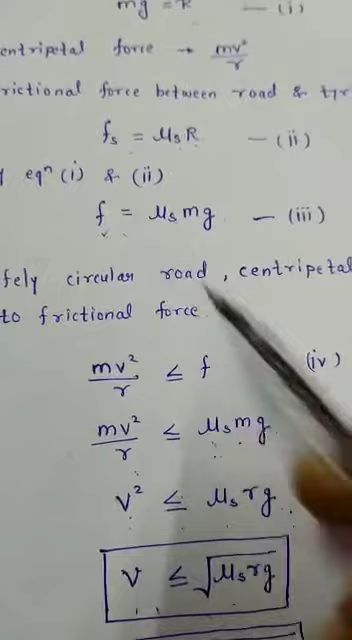 mg = R — (i)
entripetal force → mv²/r
rictional force between road & tyr
fₛ = μₛR — (ii)
eqⁿ (i) & (ii)
f = μₛmg — (iii)
fely circular road, centripetal
to frictional force
mv²/r ≤ f (iv)
mv²/r ≤ μₛmg
v² ≤ μₛrg
v ≤ √μₛrg